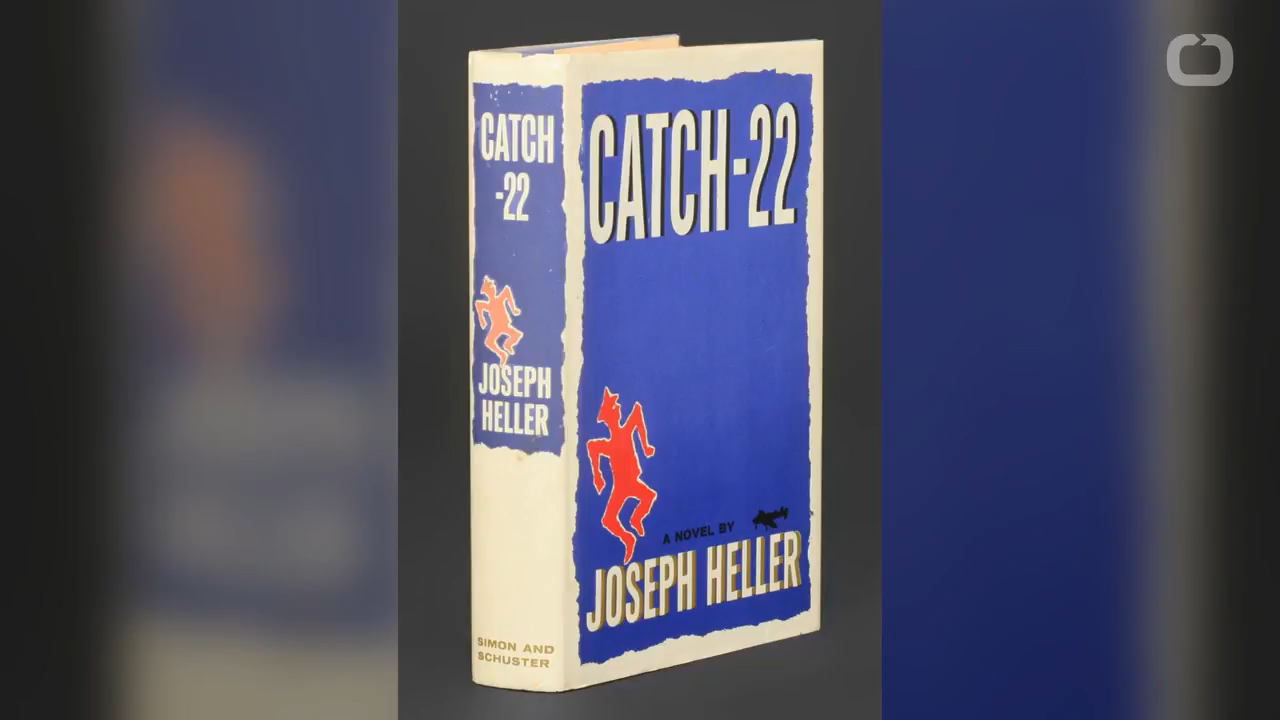 CATCH
-22
JOSEPH
HELLER
SIMON AND
SCHUSTER
CATCH-22
A NOVEL BY
JOSEPH HELLER